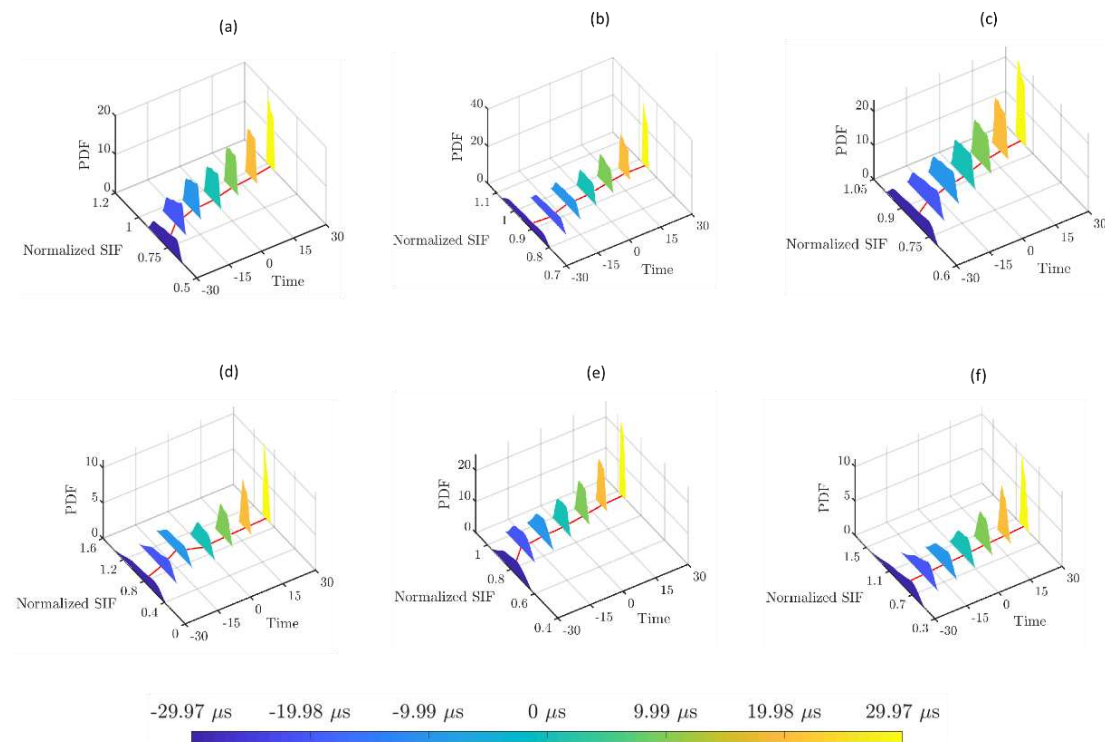 (a)
(b)
(c)
20
10
0
PDF
1.2
1
0.75
0.5
Normalized SIF
-30
-15
0
15
30
Time
40
20
0
PDF
1.1
1
0.9
0.8
0.7
Normalized SIF
-30
-15
0
15
30
Time
20
10
0
PDF
1.05
0.9
0.75
0.6
Normalized SIF
-30
-15
0
15
30
Time
(d)
(e)
(f)
10
5
0
PDF
1.6
1.2
0.8
0.4
0
Normalized SIF
-30
-15
0
15
30
Time
20
10
0
PDF
1
0.8
0.6
0.4
Normalized SIF
-30
-15
0
15
30
Time
10
5
0
PDF
1.5
1.1
0.7
0.3
Normalized SIF
-30
-15
0
15
30
Time
-29.97 μs -19.98 μs -9.99 μs 0 μs 9.99 μs 19.98 μs 29.97 μs